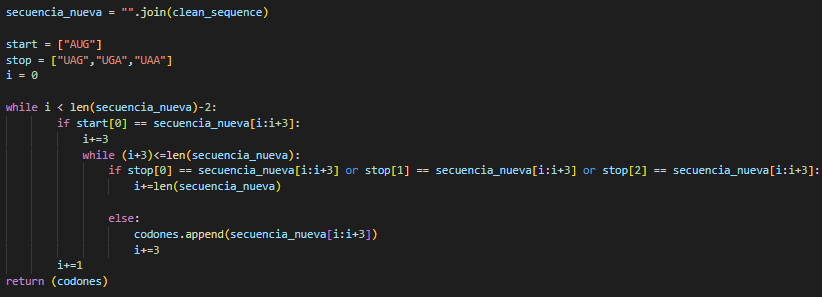 secuencia_nueva = "".join(clean_sequence)
start = ["AUG"]
stop = ["UAG","UGA","UAA"]
i = 0
while i < len(secuencia_nueva)-2:
if start[0] == secuencia_nueva[i:i+3]:
i+=3
while (i+3)<=len(secuencia_nueva):
if stop[0] == secuencia_nueva[i:i+3] or stop[1] == secuencia_nueva[i:i+3] or stop[2] == secuencia_nueva[i:i+3]:
i+=len(secuencia_nueva)
else:
codones.append(secuencia_nueva[i:i+3])
i+=3
i+=1
return (codones)